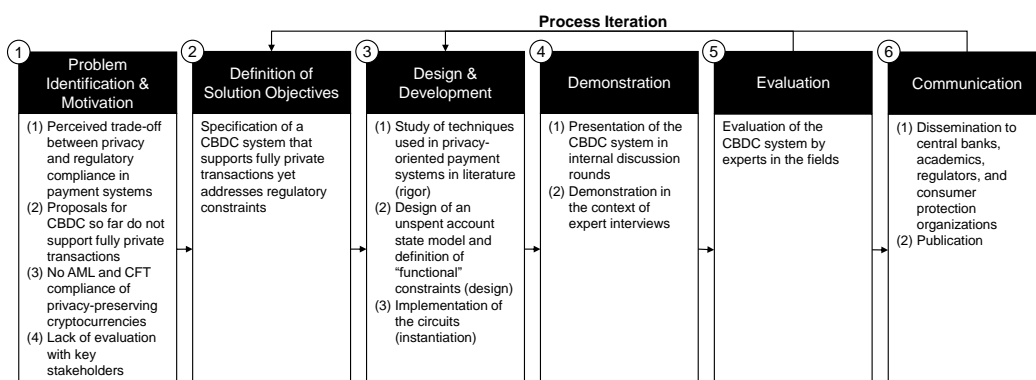 Process Iteration
1
Problem
Identification &
Motivation
(1) Perceived trade-off
between privacy
and regulatory
compliance in
payment systems
(2) Proposals for
CBDC so far do not
support fully private
transactions
(3) No AML and CFT
compliance of
privacy-preserving
cryptocurrencies
(4) Lack of evaluation
with key
stakeholders
2
Definition of
Solution Objectives
Specification of a
CBDC system that
supports fully private
transactions yet
addresses regulatory
constraints
3
Design &
Development
(1) Study of techniques
used in privacy-
oriented payment
systems in literature
(rigor)
(2) Design of an
unspent account
state model and
definition of
“functional”
constraints (design)
(3) Implementation of
the circuits
(instantiation)
4
Demonstration
(1) Presentation of the
CBDC system in
internal discussion
rounds
(2) Demonstration in
the context of
expert interviews
5
Evaluation
Evaluation of the
CBDC system by
experts in the fields
6
Communication
(1) Dissemination to
central banks,
academics,
regulators, and
consumer
protection
organizations
(2) Publication